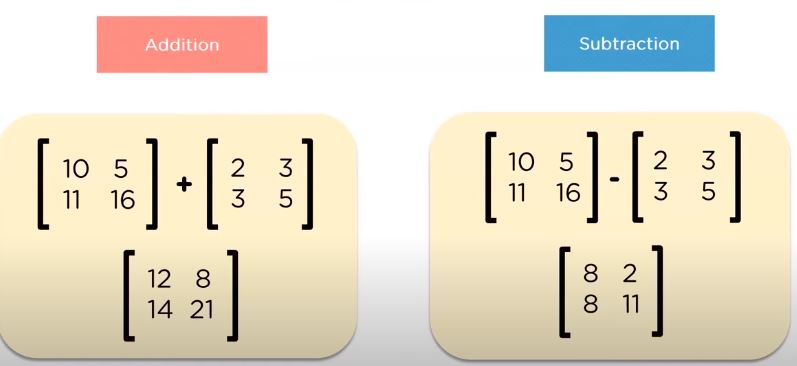 Addition
Subtraction
[10 5] + [2 3]
[11 16] [3 5]
[12 8]
[14 21]
[10 5] - [2 3]
[11 16] [3 5]
[8 2]
[8 11]